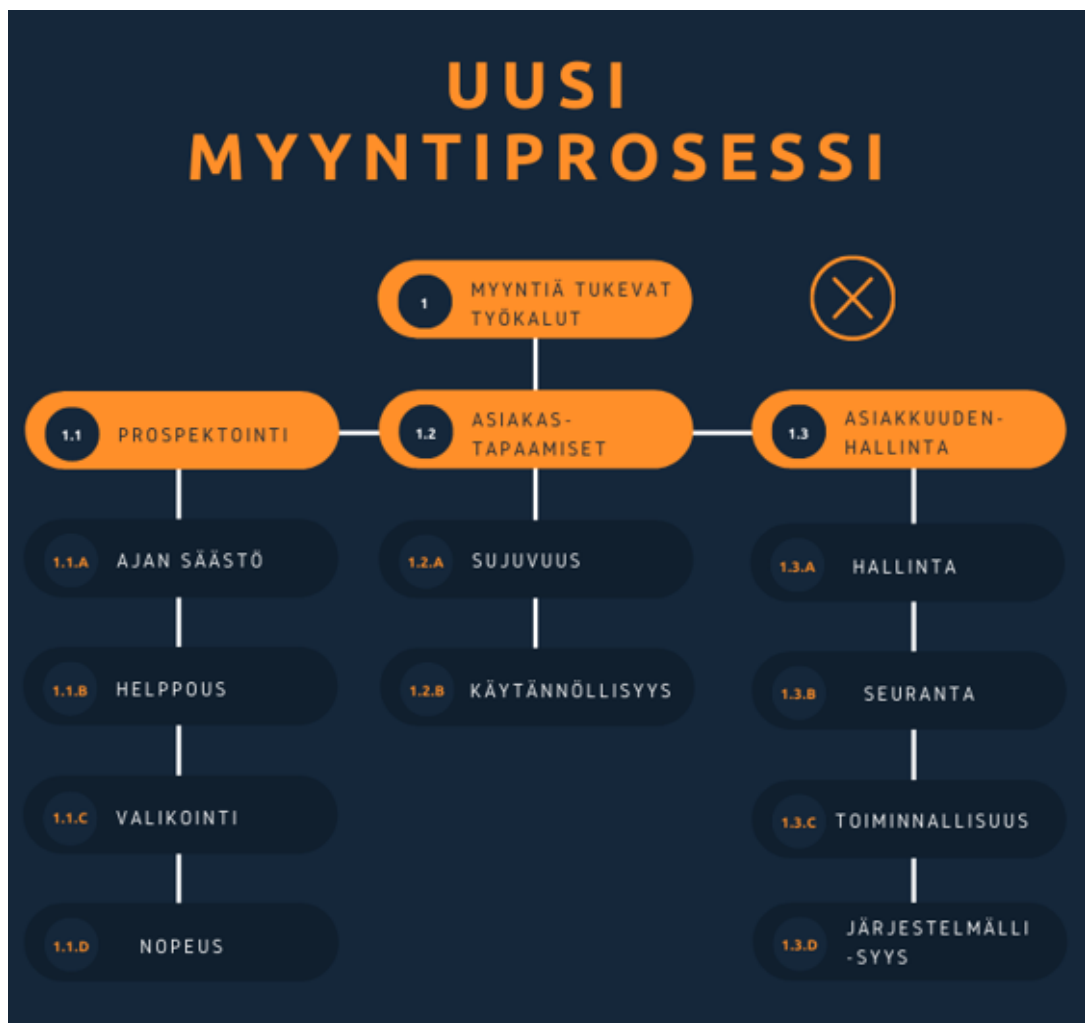 UUSI
MYYNTIPROSESSI
1
MYYNTIÄ TUKEVAT
TYÖKALUT
1.1
PROSPEKTOINTI
1.2
ASIAKAS-
TAPAAMISET
1.3
ASIAKKUUDEN-
HALLINTA
1.1.A
AJAN SÄÄSTÖ
1.1.B
HELPPOUS
1.1.C
VALIKOINTI
1.1.D
NOPEUS
1.2.A
SUJUVUUS
1.2.B
KÄYTÄNNÖLLISYYS
1.3.A
HALLINTA
1.3.B
SEURANTA
1.3.C
TOIMINNALLISUUS
1.3.D
JÄRJESTELMÄLLI
-SYYS